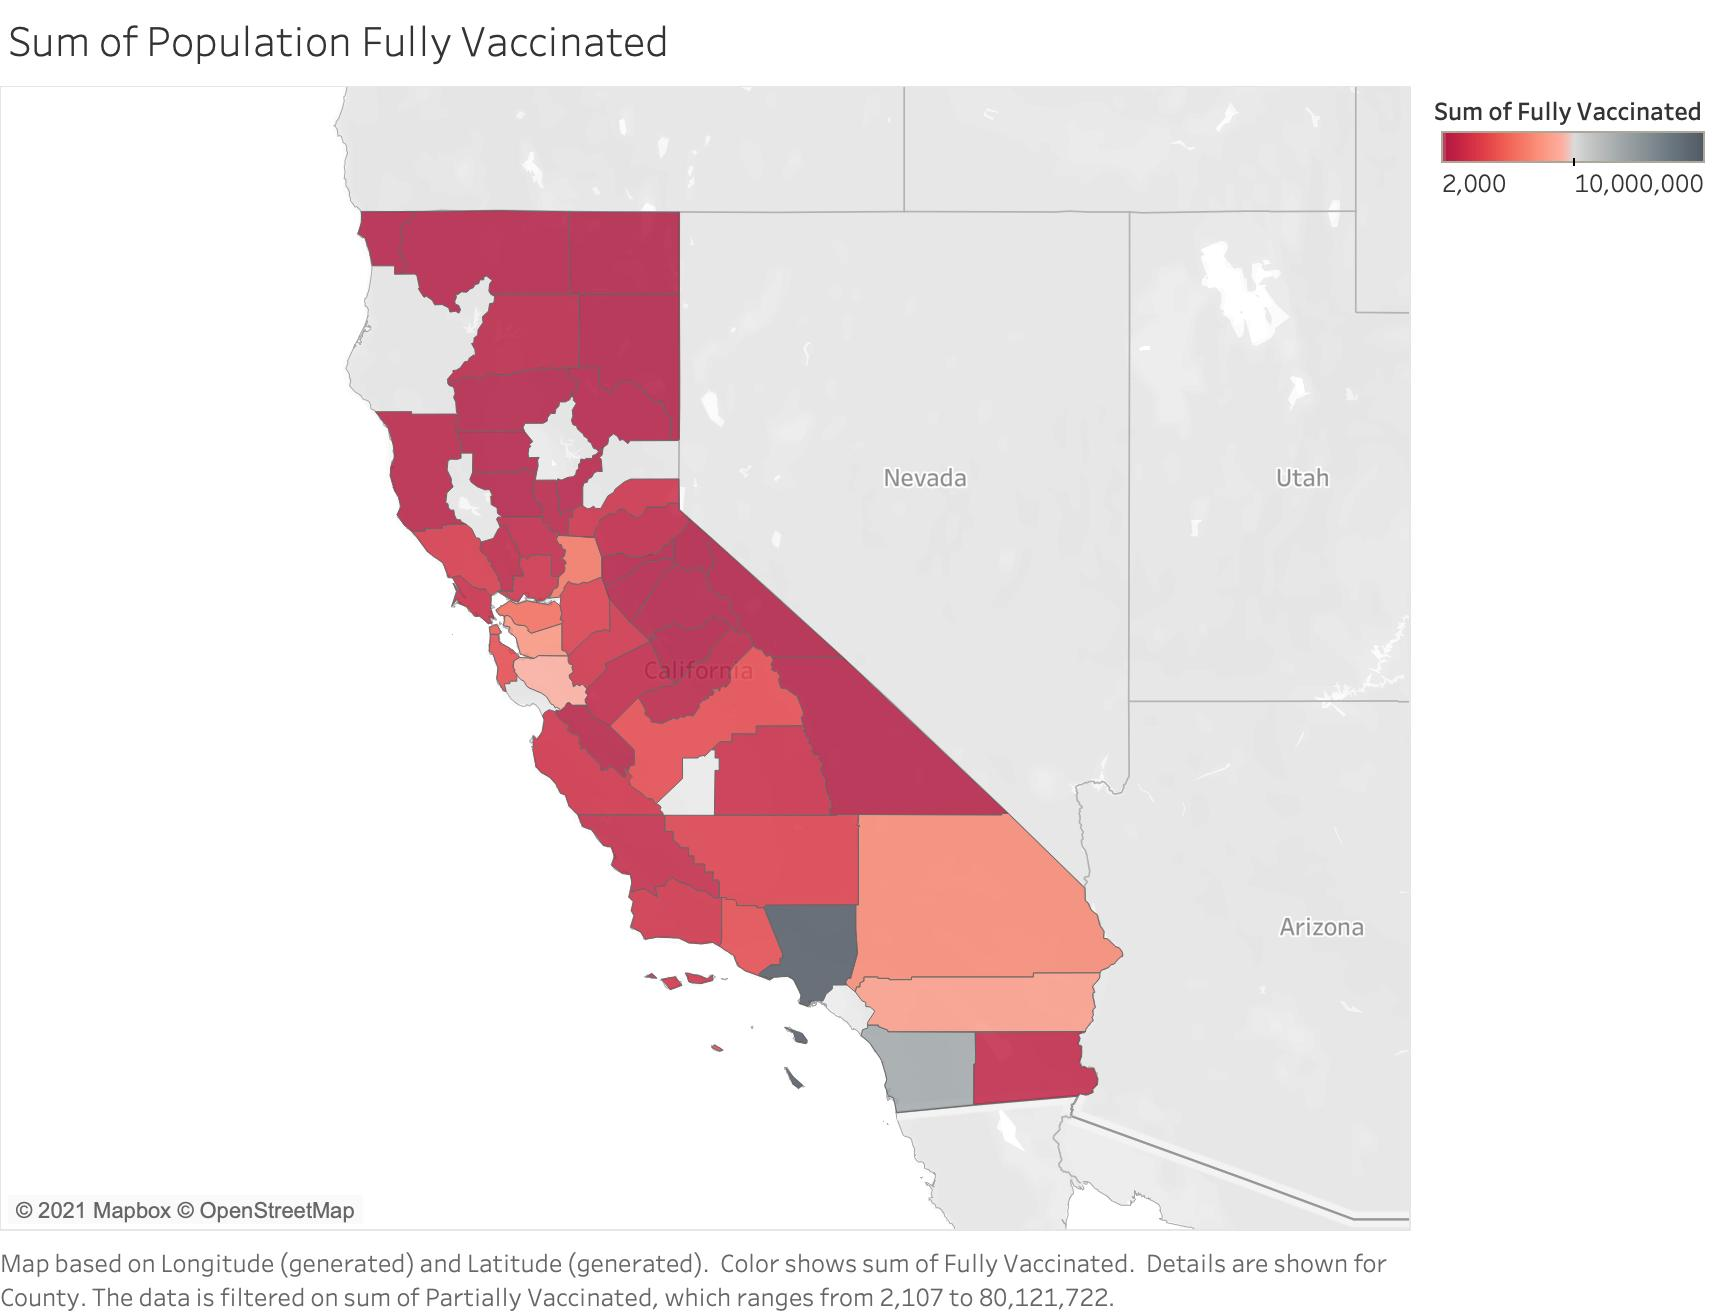 Sum of Population Fully Vaccinated
Sum of Fully Vaccinated
2,000 10,000,000
Nevada
Utah
California
Arizona
© 2021 Mapbox © OpenStreetMap
Map based on Longitude (generated) and Latitude (generated). Color shows sum of Fully Vaccinated. Details are shown for
County. The data is filtered on sum of Partially Vaccinated, which ranges from 2,107 to 80,121,722.